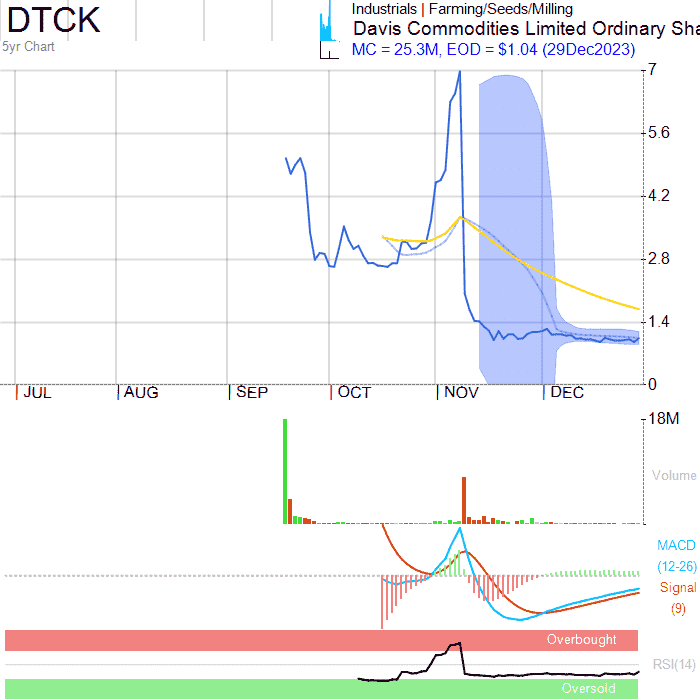 DTCK
5yr Chart
Industrials | Farming/Seeds/Milling
Davis Commodities Limited Ordinary Sha
MC = 25.3M, EOD = $1.04 (29Dec2023)
7
5.6
4.2
2.8
1.4
0
JUL AUG SEP OCT NOV DEC
18M
Volume
MACD
(12-26)
Signal
(9)
Overbought
RSI(14)
Oversold